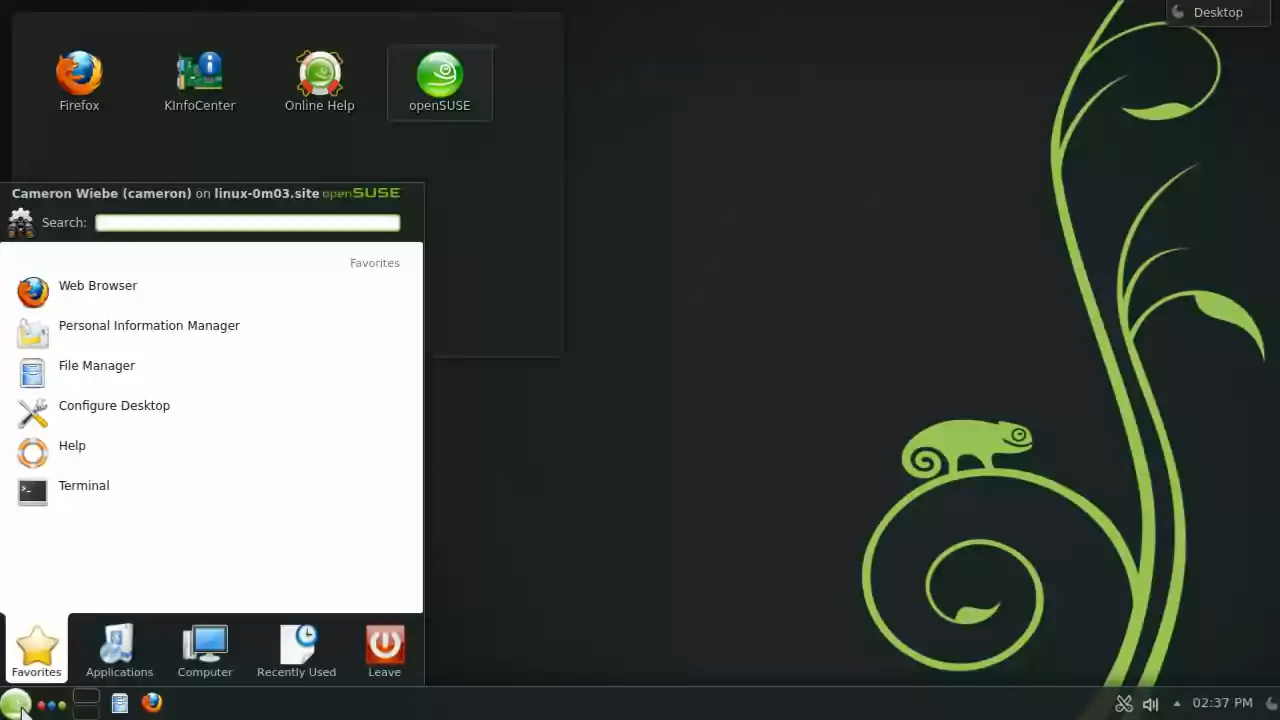 Desktop
Firefox
KInfoCenter
Online Help
openSUSE
Cameron Wiebe (cameron) on linux-0m03.site openSUSE
Search:
Favorites
Web Browser
Personal Information Manager
File Manager
Configure Desktop
Help
Terminal
Favorites
Applications
Computer
Recently Used
Leave
02:37 PM